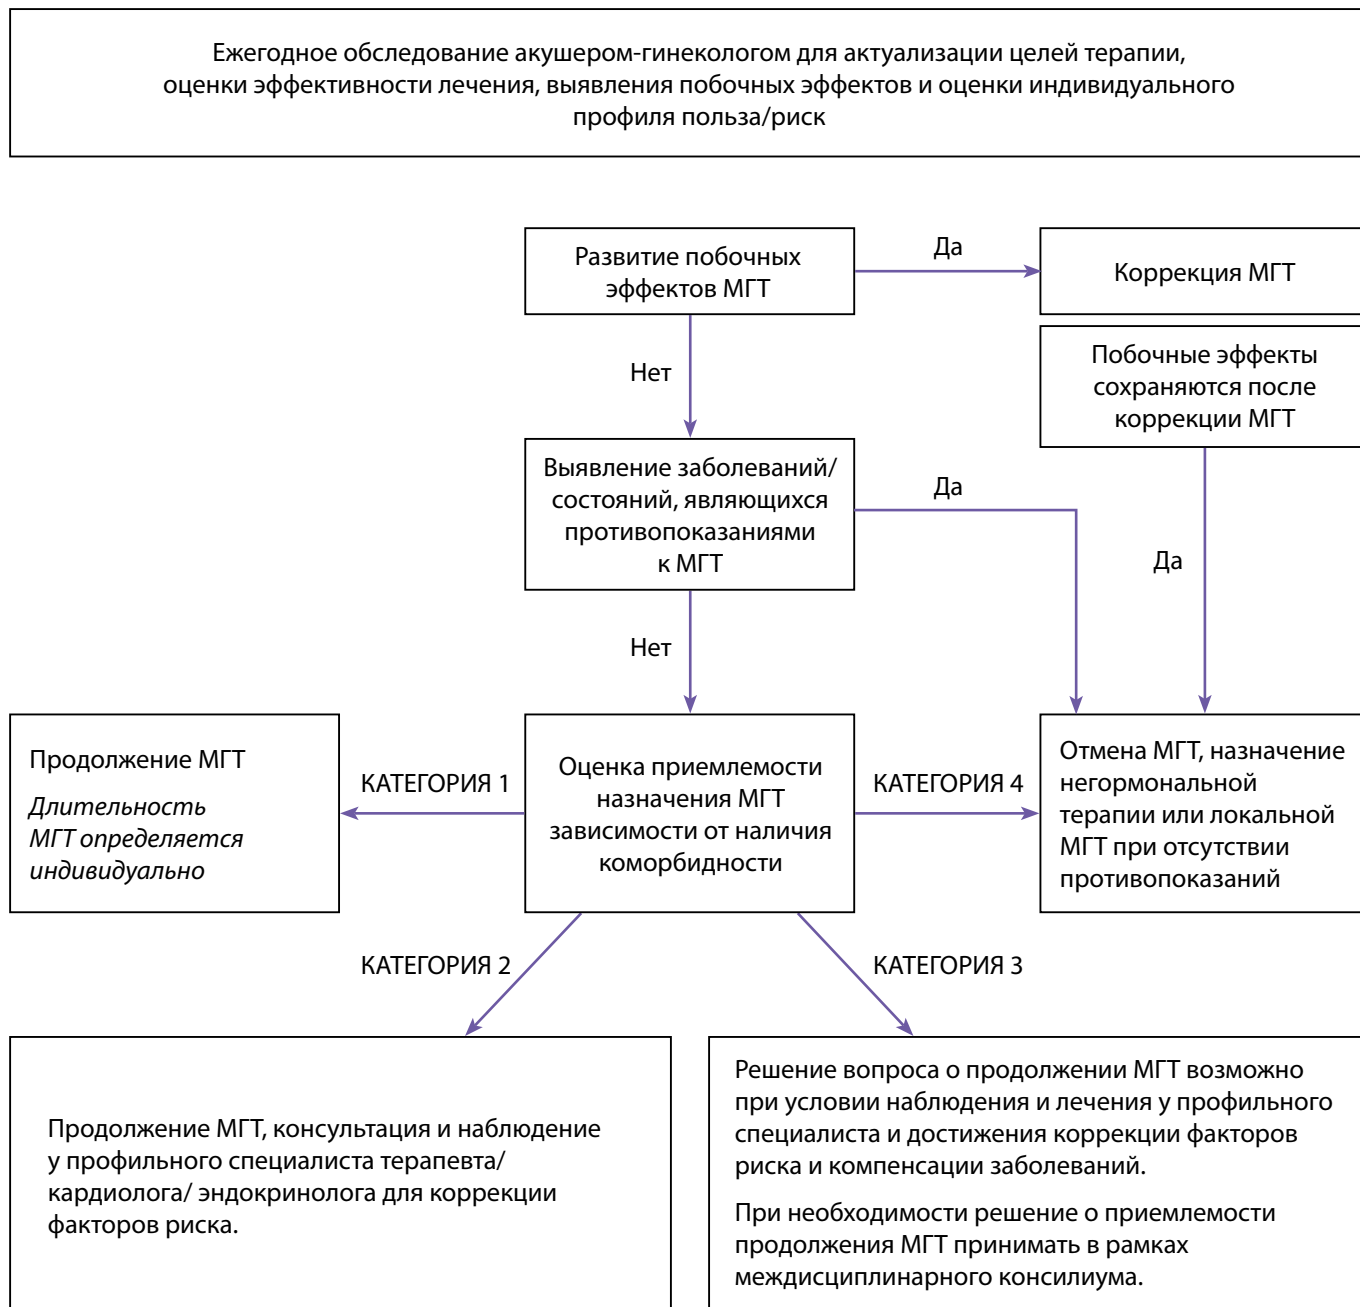 Ежегодное обследование акушером-гинекологом для актуализации целей терапии,
оценки эффективности лечения, выявления побочных эффектов и оценки индивидуального
профиля польза/риск
Развитие побочных
эффектов МГТ
Да
Коррекция МГТ
Нет
Побочные эффекты
сохраняются после
коррекции МГТ
Выявление заболеваний/
состояний, являющихся
противопоказаниями
к МГТ
Да
Да
Нет
Продолжение МГТ
Длительность
МГТ определяется
индивидуально
КАТЕГОРИЯ 1
Оценка приемлемости
назначения МГТ
зависимости от наличия
коморбидности
КАТЕГОРИЯ 4
Отмена МГТ, назначение
негормональной
терапии или локальной
МГТ при отсутствии
противопоказаний
КАТЕГОРИЯ 2
КАТЕГОРИЯ 3
Продолжение МГТ, консультация и наблюдение
у профильного специалиста терапевта/
кардиолога/ эндокринолога для коррекции
факторов риска.
Решение вопроса о продолжении МГТ возможно
при условии наблюдения и лечения у профильного
специалиста и достижения коррекции факторов
риска и компенсации заболеваний.
При необходимости решение о приемлемости
продолжения МГТ принимать в рамках
междисциплинарного консилиума.